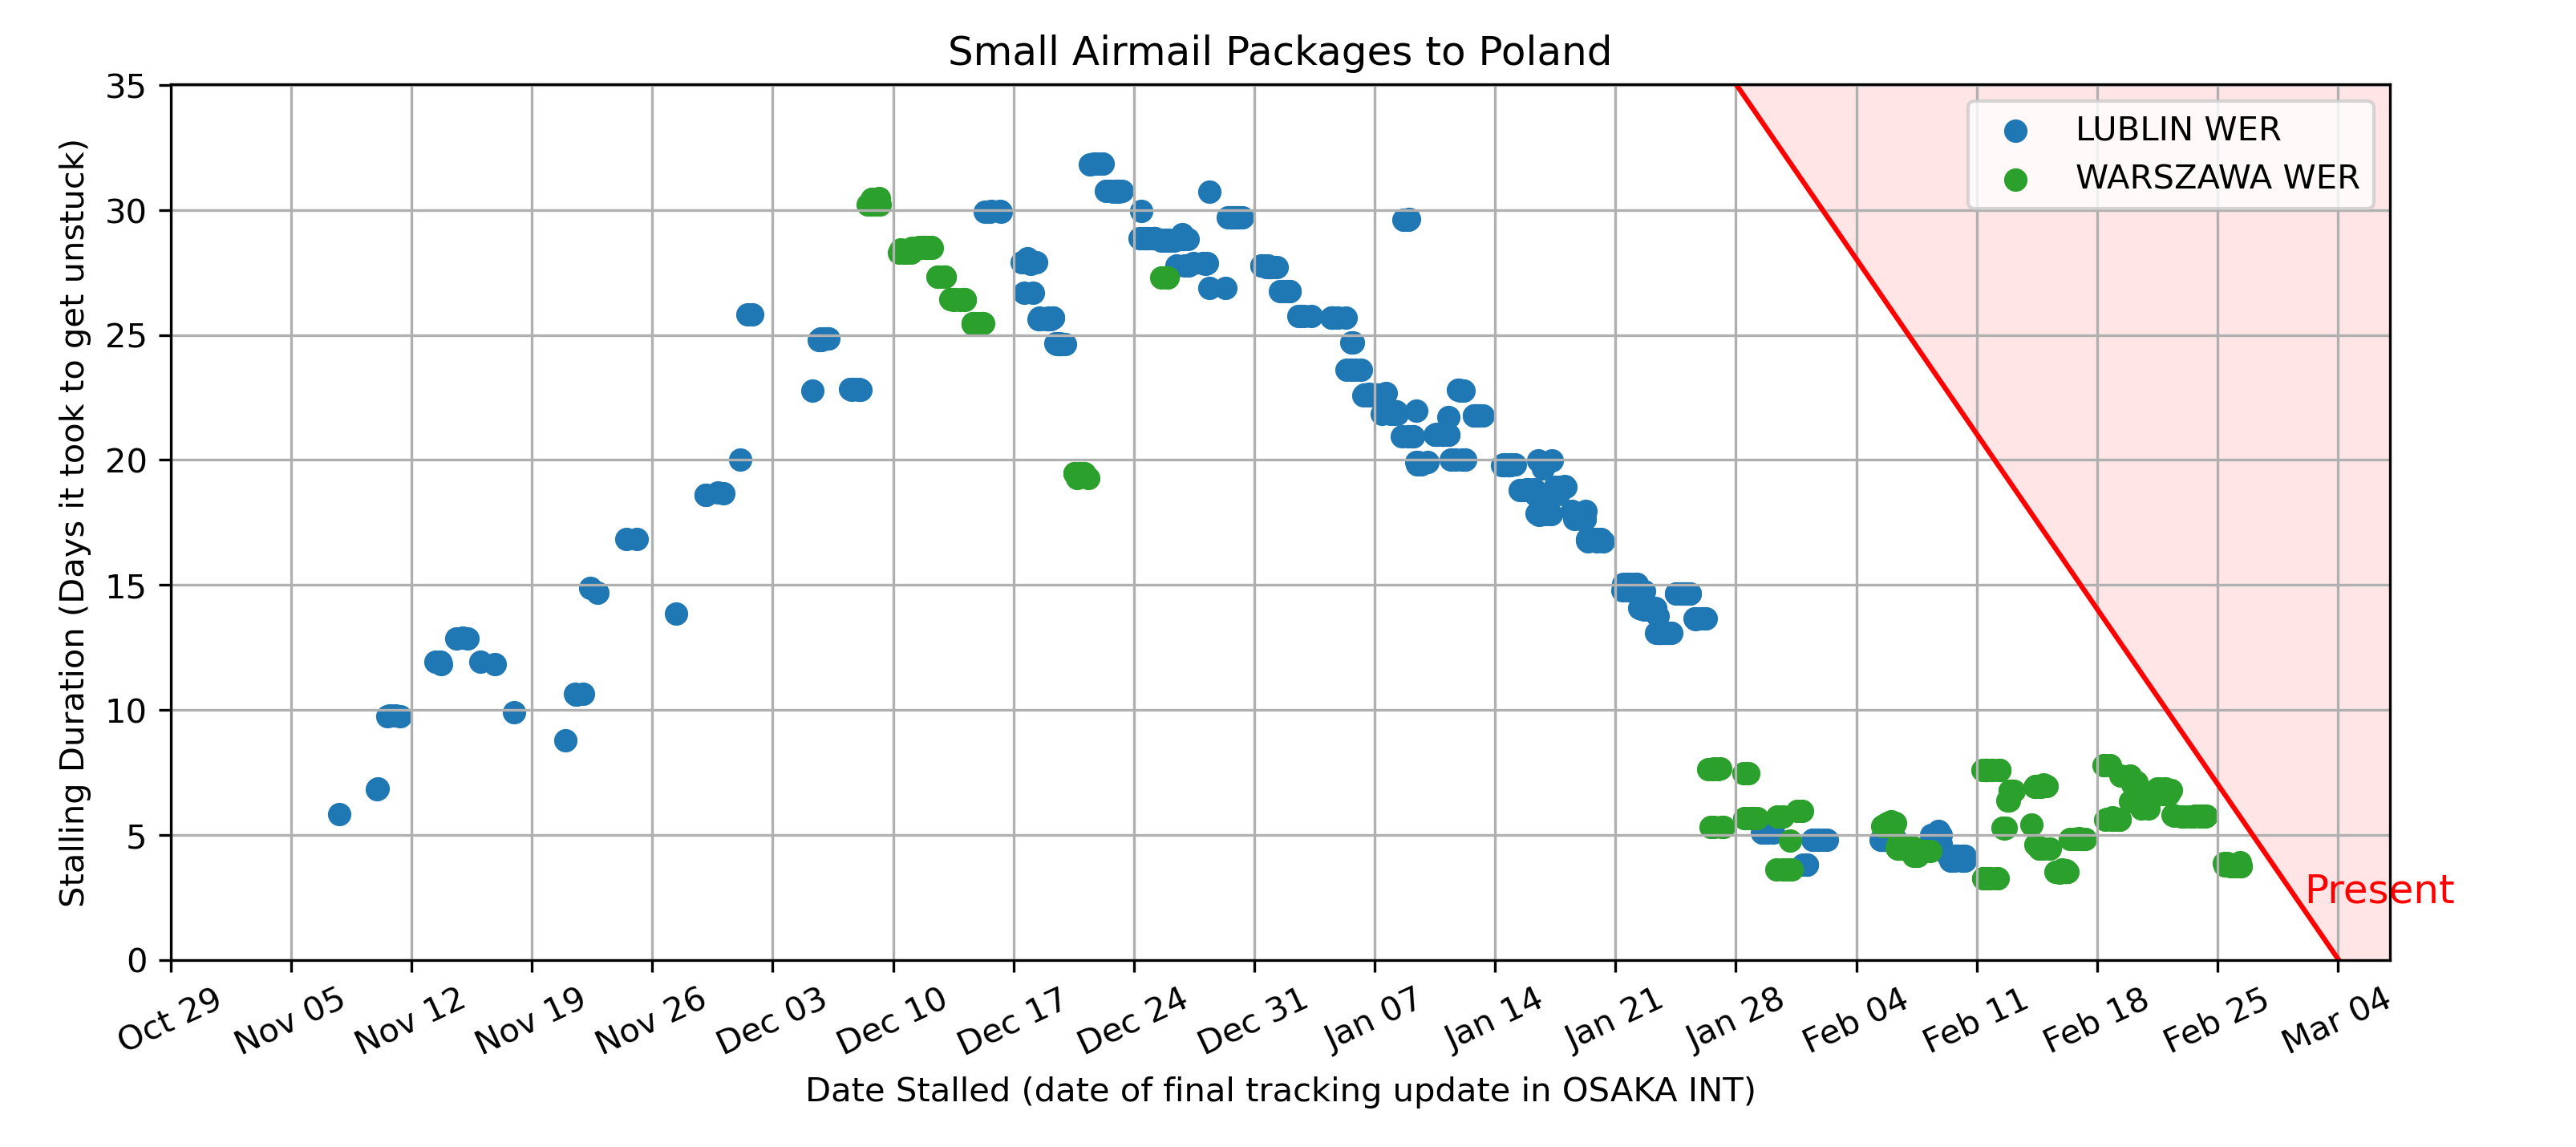 Small Airmail Packages to Poland
LUBLIN WER
WARSZAWA WER
Present
Stalling Duration (Days it took to get unstuck)
35
30
25
20
15
10
5
0
Oct 29
Nov 05
Nov 12
Nov 19
Nov 26
Dec 03
Dec 10
Dec 17
Dec 24
Dec 31
Jan 07
Jan 14
Jan 21
Jan 28
Feb 04
Feb 11
Feb 18
Feb 25
Mar 04
Date Stalled (date of final tracking update in OSAKA INT)